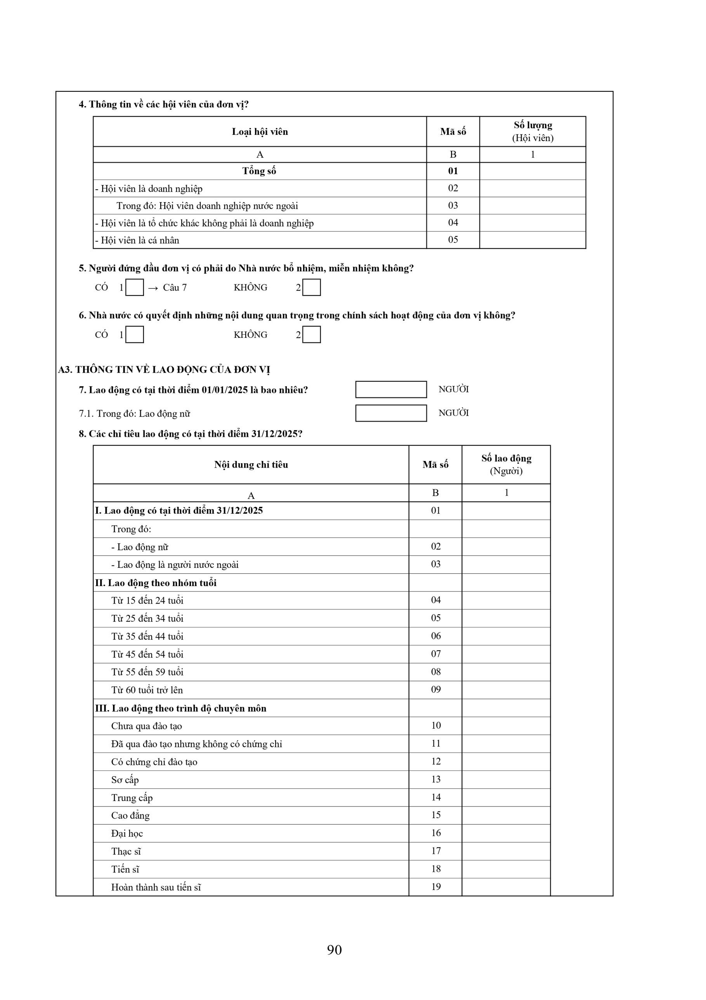 4. Thông tin về các hội viên của đơn vị?
Loại hội viên Mã số Số lượng
(Hội viên)
A B 1
Tổng số 01
- Hội viên là doanh nghiệp 02
Trong đó: Hội viên doanh nghiệp nước ngoài 03
- Hội viên là tổ chức khác không phải là doanh nghiệp 04
- Hội viên là cá nhân 05
5. Người đứng đầu đơn vị có phải do Nhà nước bổ nhiệm, miễn nhiệm không?
CÓ 1 → Câu 7 KHÔNG 2
6. Nhà nước có quyết định những nội dung quan trọng trong chính sách hoạt động của đơn vị không?
CÓ 1 KHÔNG 2
A3. THÔNG TIN VỀ LAO ĐỘNG CỦA ĐƠN VỊ
7. Lao động có tại thời điểm 01/01/2025 là bao nhiêu? NGƯỜI
7.1. Trong đó: Lao động nữ NGƯỜI
8. Các chỉ tiêu lao động có tại thời điểm 31/12/2025?
Nội dung chỉ tiêu Mã số Số lao động
(Người)
A B 1
I. Lao động có tại thời điểm 31/12/2025 01
Trong đó:
- Lao động nữ 02
- Lao động là người nước ngoài 03
II. Lao động theo nhóm tuổi
Từ 15 đến 24 tuổi 04
Từ 25 đến 34 tuổi 05
Từ 35 đến 44 tuổi 06
Từ 45 đến 54 tuổi 07
Từ 55 đến 59 tuổi 08
Từ 60 tuổi trở lên 09
III. Lao động theo trình độ chuyên môn
Chưa qua đào tạo 10
Đã qua đào tạo nhưng không có chứng chỉ 11
Có chứng chỉ đào tạo 12
Sơ cấp 13
Trung cấp 14
Cao đẳng 15
Đại học 16
Thạc sĩ 17
Tiến sĩ 18
Hoàn thành sau tiến sĩ 19
90